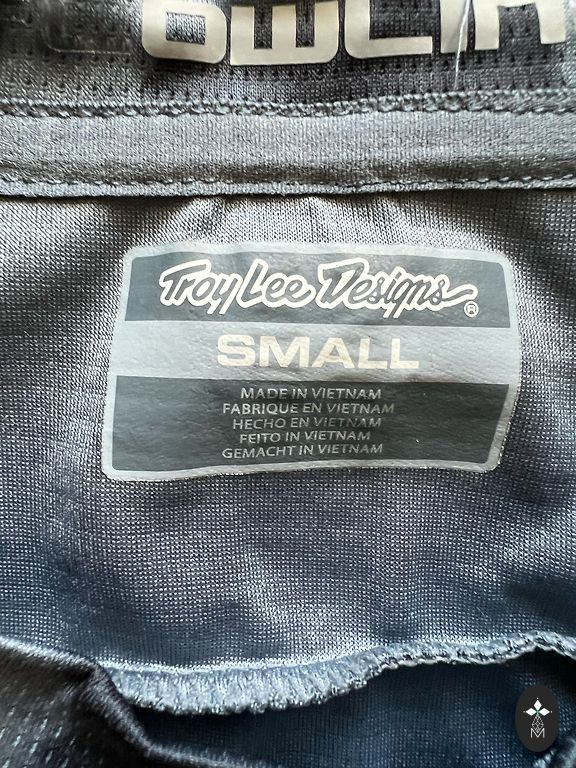 Troy Lee Designs®
SMALL
MADE IN VIETNAM
FABRIQUE EN VIETNAM
HECHO EN VIETNAM
FEITO IN VIETNAM
GEMACHT IN VIETNAM
M